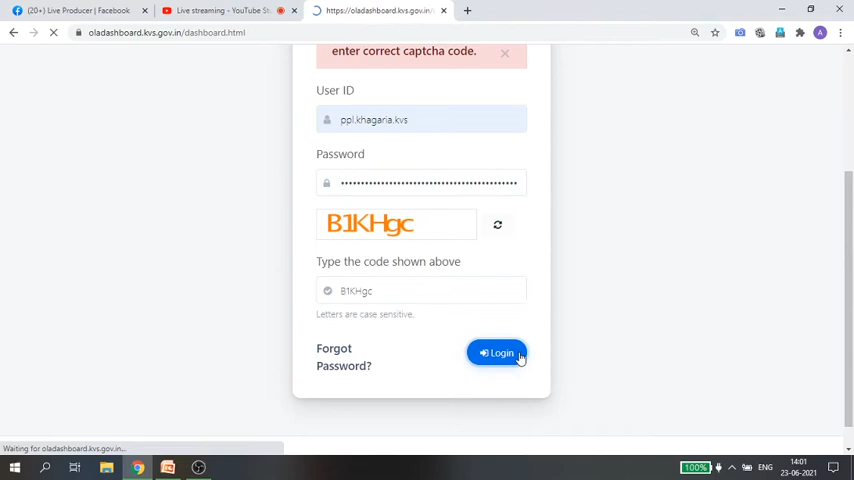 (20+) Live Producer | Facebook
Live streaming - YouTube St
https://oladashboard.kvs.gov.in/
oladashboard.kvs.gov.in/dashboard.html
enter correct captcha code.
User ID
ppl.khagaria.kvs
Password
B1KHgc
Type the code shown above
B1KHgc
Letters are case sensitive.
Forgot
Password?
Login
Waiting for oladashboard.kvs.gov.in...
100%
ENG
14:01
23-06-2021